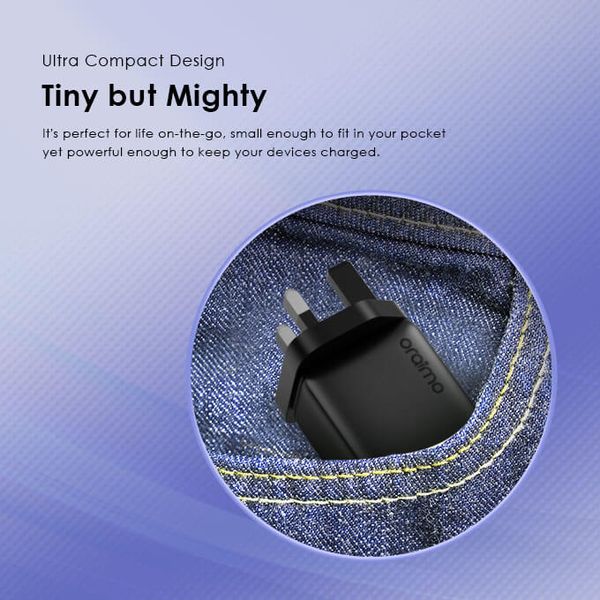 Ultra Compact Design
Tiny but Mighty
It's perfect for life on-the-go, small enough to fit in your pocket
yet powerful enough to keep your devices charged.
oraimo